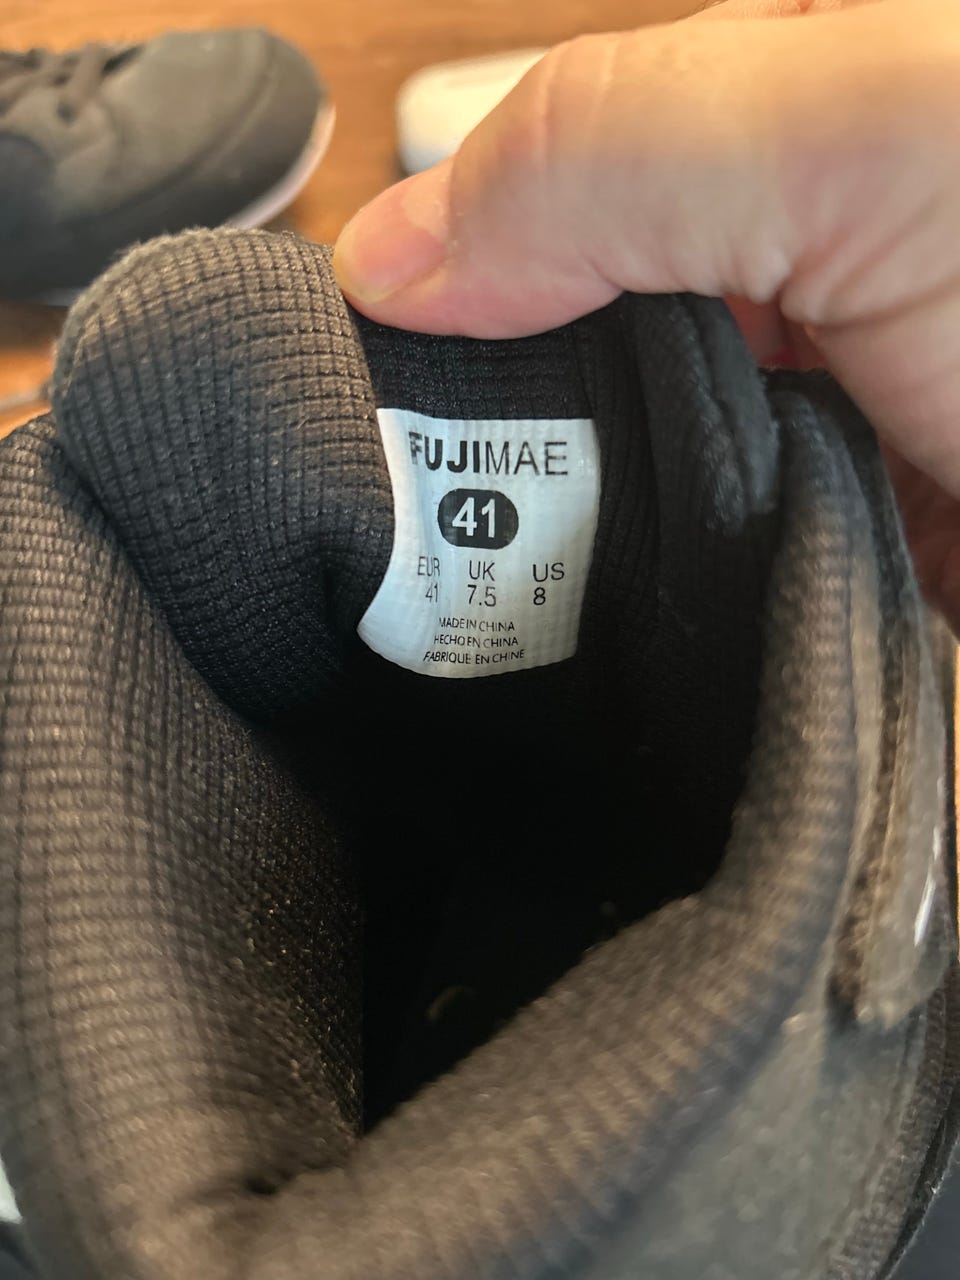 FUJIMAE
41
EUR UK US
41 7.5 8
MADE IN CHINA
HECHO EN CHINA
FABRIQUE EN CHINE